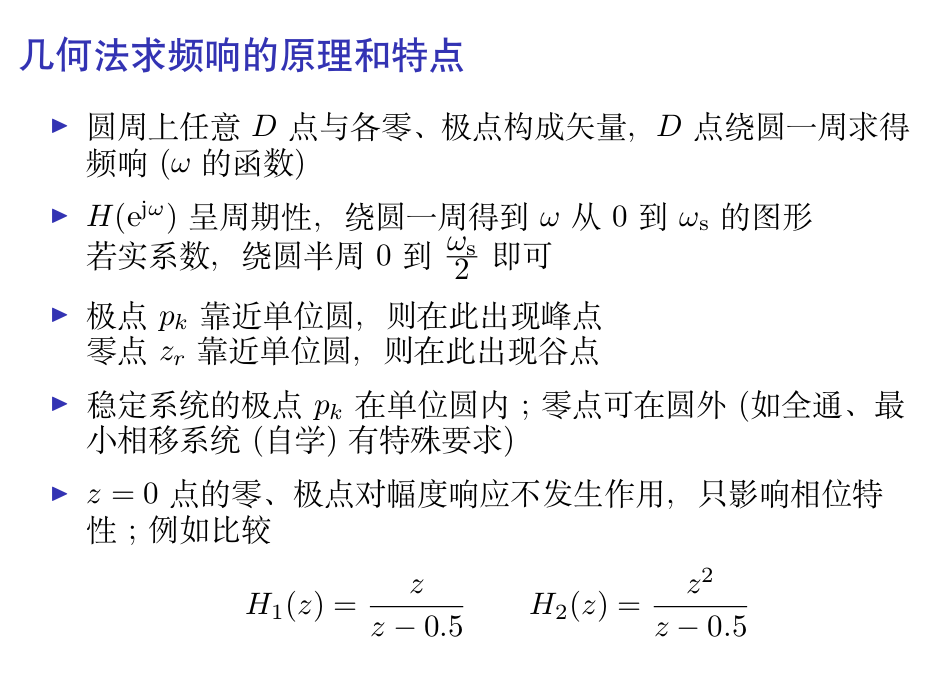 几何法求频响的原理和特点
▶ 圆周上任意 D 点与各零、极点构成矢量, D 点绕圆一周求得
频响 (ω 的函数)
▶ H(e^{jω}) 呈周期性, 绕圆一周得到 ω 从 0 到 ω_s 的图形
若实系数, 绕圆半周 0 到 \frac{ω_s}{2} 即可
▶ 极点 p_k 靠近单位圆, 则在此出现峰点
零点 z_r 靠近单位圆, 则在此出现谷点
▶ 稳定系统的极点 p_k 在单位圆内 ; 零点可在圆外 (如全通、最
小相移系统 (自学) 有特殊要求)
▶ z = 0 点的零、极点对幅度响应不发生作用, 只影响相位特
性 ; 例如比较
H_1(z) = \frac{z}{z - 0.5} H_2(z) = \frac{z^2}{z - 0.5}